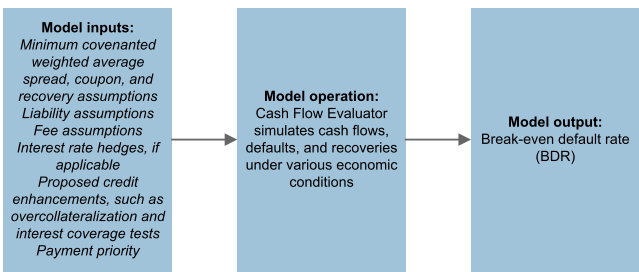 Model inputs:
Minimum covenanted
weighted average
spread, coupon, and
recovery assumptions
Liability assumptions
Fee assumptions
Interest rate hedges, if
applicable
Proposed credit
enhancements, such as
overcollateralization and
interest coverage tests
Payment priority
Model operation:
Cash Flow Evaluator
simulates cash flows,
defaults, and recoveries
under various economic
conditions
Model output:
Break-even default rate
(BDR)